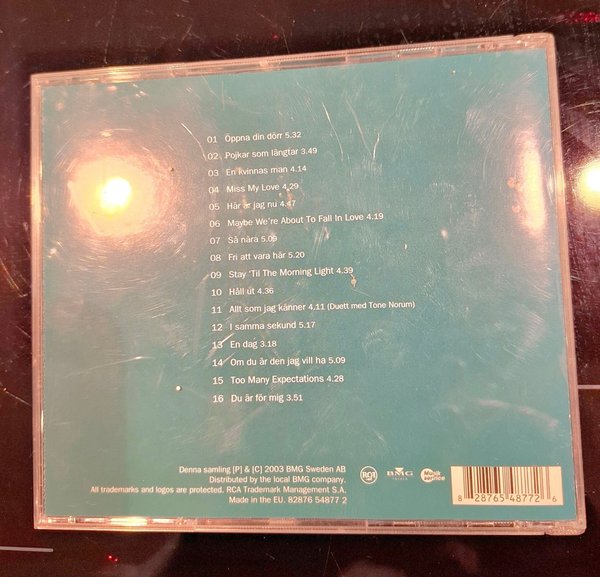 01 Öppna din dörr 5.32
02 Pojkar som längtar 3.49
03 En kvinnas man 4.14
04 Miss My Love 4.29
05 Här är jag nu 4.47
06 Maybe We're About To Fall In Love 4.19
07 Så nära 5.09
08 Fri att vara här 5.20
09 Stay 'Til The Morning Light 4.39
10 Håll ut 4.36
11 Allt som jag känner 4.11 (Duett med Tone Norum)
12 I samma sekund 5.17
13 En dag 3.18
14 Om du är den jag vill ha 5.09
15 Too Many Expectations 4.28
16 Du är för mig 3.51
Denna samling [P] & [C] 2003 BMG Sweden AB
Distributed by the local BMG company.
All trademarks and logos are protected. RCA Trademark Management S.A.
Made in the EU. 82876 54877 2
RCA
BMG
Musik service
8 28765 48772 6